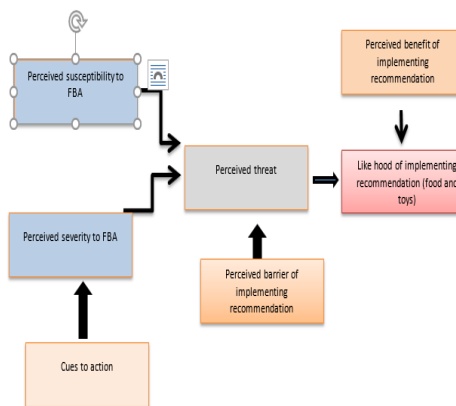 Perceived susceptibility to
FBA
Perceived benefit of
implementing
recommendation
Perceived threat
Like hood of implementing
recommendation (food and
toys)
Perceived severity to FBA
Perceived barrier of
implementing
recommendation
Cues to action